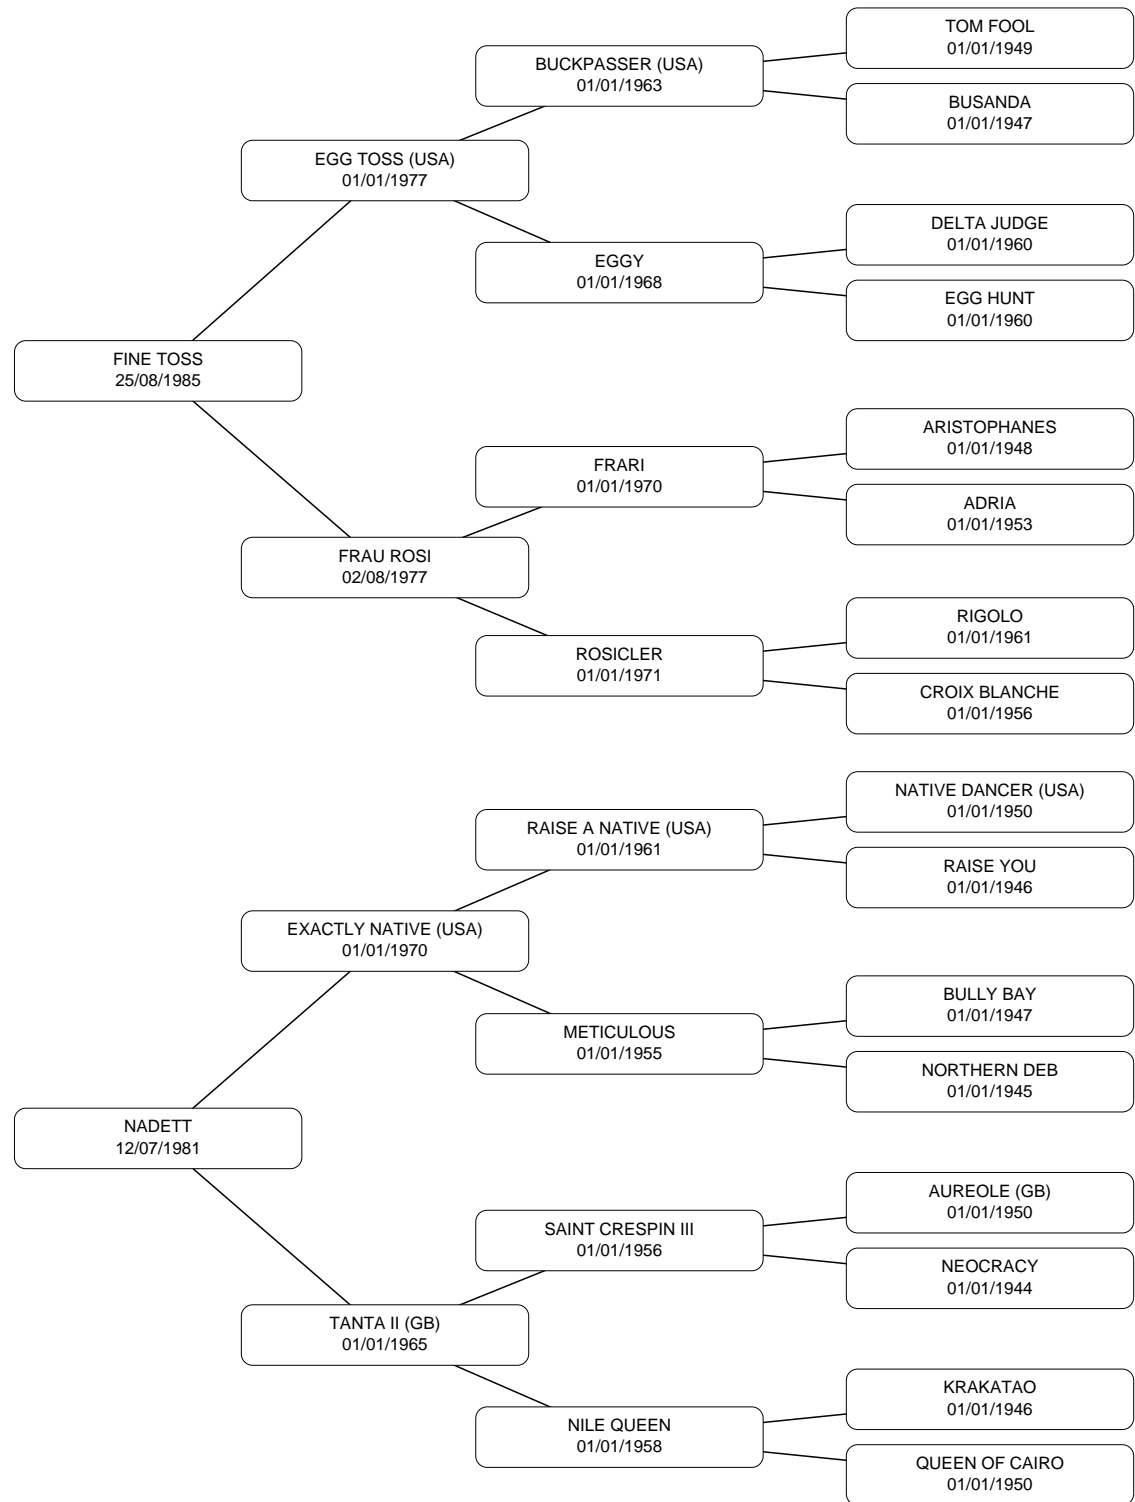 TOM FOOL
01/01/1949
BUCKPASSER (USA)
01/01/1963
BUSANDA
01/01/1947
EGG TOSS (USA)
01/01/1977
DELTA JUDGE
01/01/1960
EGGY
01/01/1968
EGG HUNT
01/01/1960
FINE TOSS
25/08/1985
ARISTOPHANES
01/01/1948
FRARI
01/01/1970
ADRIA
01/01/1953
FRAU ROSI
02/08/1977
RIGOLO
01/01/1961
ROSICLER
01/01/1971
CROIX BLANCHE
01/01/1956
NATIVE DANCER (USA)
01/01/1950
RAISE A NATIVE (USA)
01/01/1961
RAISE YOU
01/01/1946
EXACTLY NATIVE (USA)
01/01/1970
BULLY BAY
01/01/1947
METICULOUS
01/01/1955
NORTHERN DEB
01/01/1945
NADETT
12/07/1981
AUREOLE (GB)
01/01/1950
SAINT CRESPIN III
01/01/1956
NEOCRACY
01/01/1944
TANTA II (GB)
01/01/1965
KRAKATAO
01/01/1946
NILE QUEEN
01/01/1958
QUEEN OF CAIRO
01/01/1950